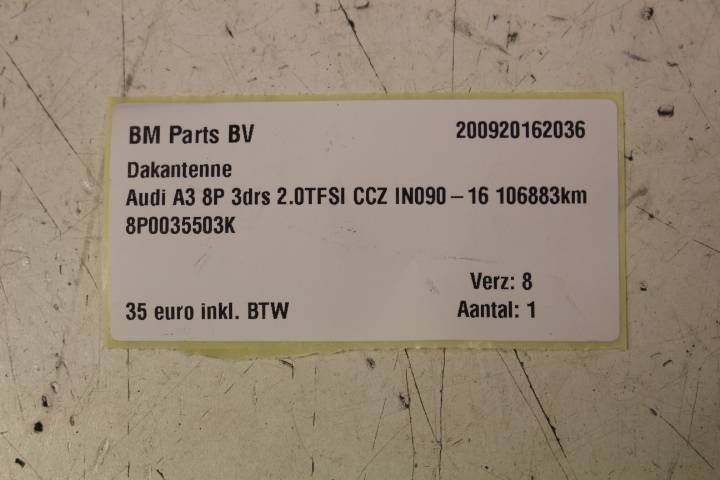 BM Parts BV 200920162036
Dakantenne
Audi A3 8P 3drs 2.0TFSI CCZ IN090 – 16 106883km
8P0035503K
Verz: 8
35 euro inkl. BTW Aantal: 1